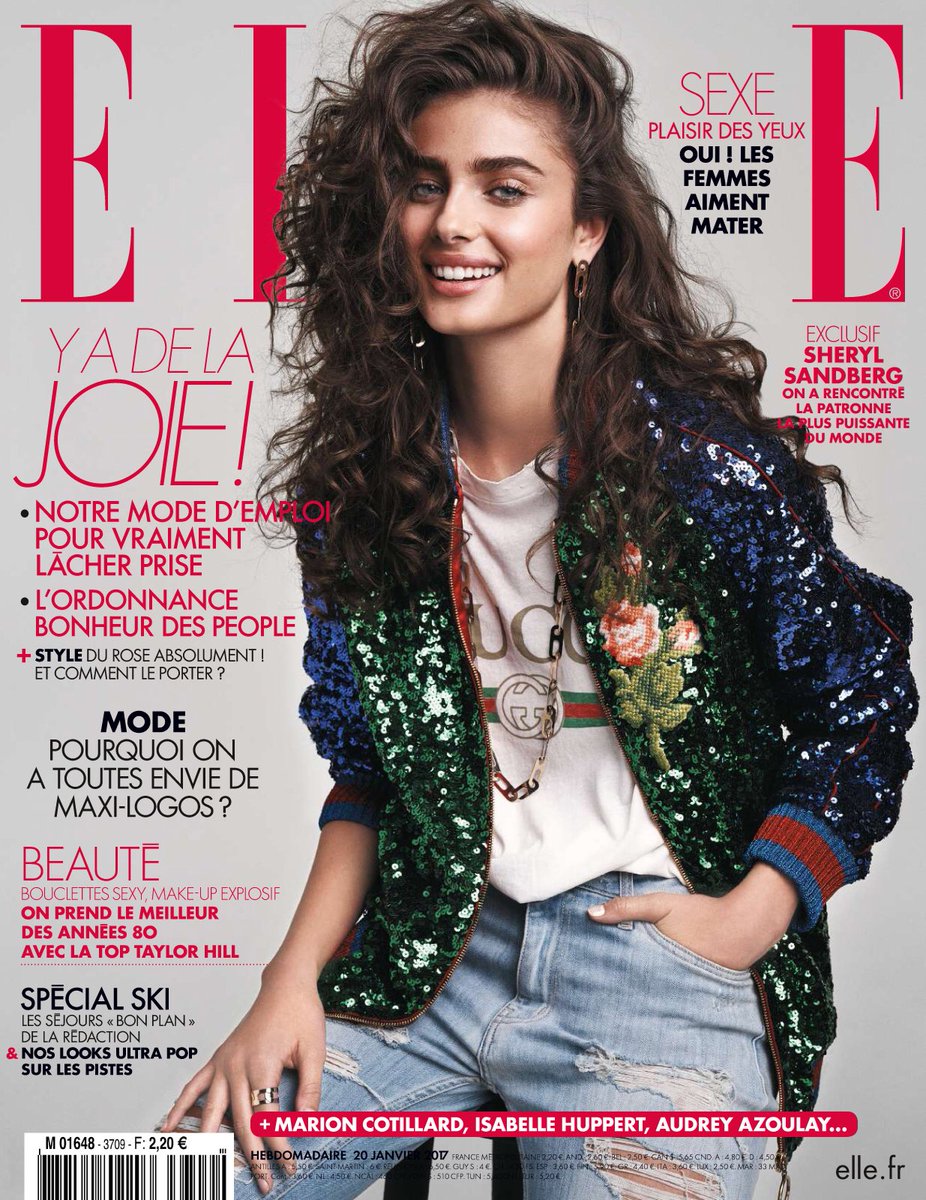 ELLE
®
SEXE
PLAISIR DES YEUX
OUI ! LES
FEMMES
AIMENT
MATER
Y A DE LA
JOIE !
EXCLUSIF
SHERYL
SANDBERG
ON A RENCONTRÉ
LA PATRONNE
LA PLUS PUISSANTE
DU MONDE
• NOTRE MODE D'EMPLOI
POUR VRAIMENT
LÂCHER PRISE
• L'ORDONNANCE
BONHEUR DES PEOPLE
+ STYLE DU ROSE ABSOLUMENT !
ET COMMENT LE PORTER ?
MODE
POURQUOI ON
A TOUTES ENVIE DE
MAXI-LOGOS ?
BEAUTÉ
BOUCLETTES SEXY, MAKE-UP EXPLOSIF
ON PREND LE MEILLEUR
DES ANNÉES 80
AVEC LA TOP TAYLOR HILL
SPÉCIAL SKI
LES SÉJOURS « BON PLAN »
DE LA RÉDACTION
& NOS LOOKS ULTRA POP
SUR LES PISTES
+ MARION COTILLARD, ISABELLE HUPPERT, AUDREY AZOULAY...
M 01648 - 3709 - F: 2,20 €
HEBDOMADAIRE 20 JANVIER 2017 FRANCE MÉTROPOLITAINE 2,20 €
elle.fr